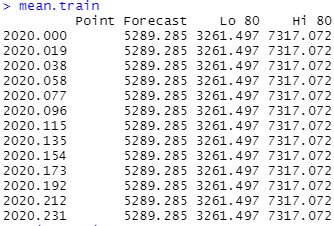 > mean.train
Point Forecast Lo 80 Hi 80
2020.000 5289.285 3261.497 7317.072
2020.019 5289.285 3261.497 7317.072
2020.038 5289.285 3261.497 7317.072
2020.058 5289.285 3261.497 7317.072
2020.077 5289.285 3261.497 7317.072
2020.096 5289.285 3261.497 7317.072
2020.115 5289.285 3261.497 7317.072
2020.135 5289.285 3261.497 7317.072
2020.154 5289.285 3261.497 7317.072
2020.173 5289.285 3261.497 7317.072
2020.192 5289.285 3261.497 7317.072
2020.212 5289.285 3261.497 7317.072
2020.231 5289.285 3261.497 7317.072